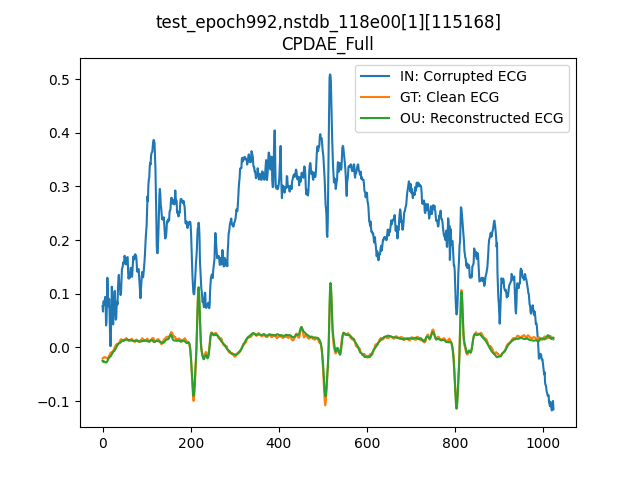 test_epoch992,nstdb_118e00[1][115168]
CPDAE_Full
IN: Corrupted ECG
GT: Clean ECG
OU: Reconstructed ECG
0.5
0.4
0.3
0.2
0.1
0.0
−0.1
0 200 400 600 800 1000